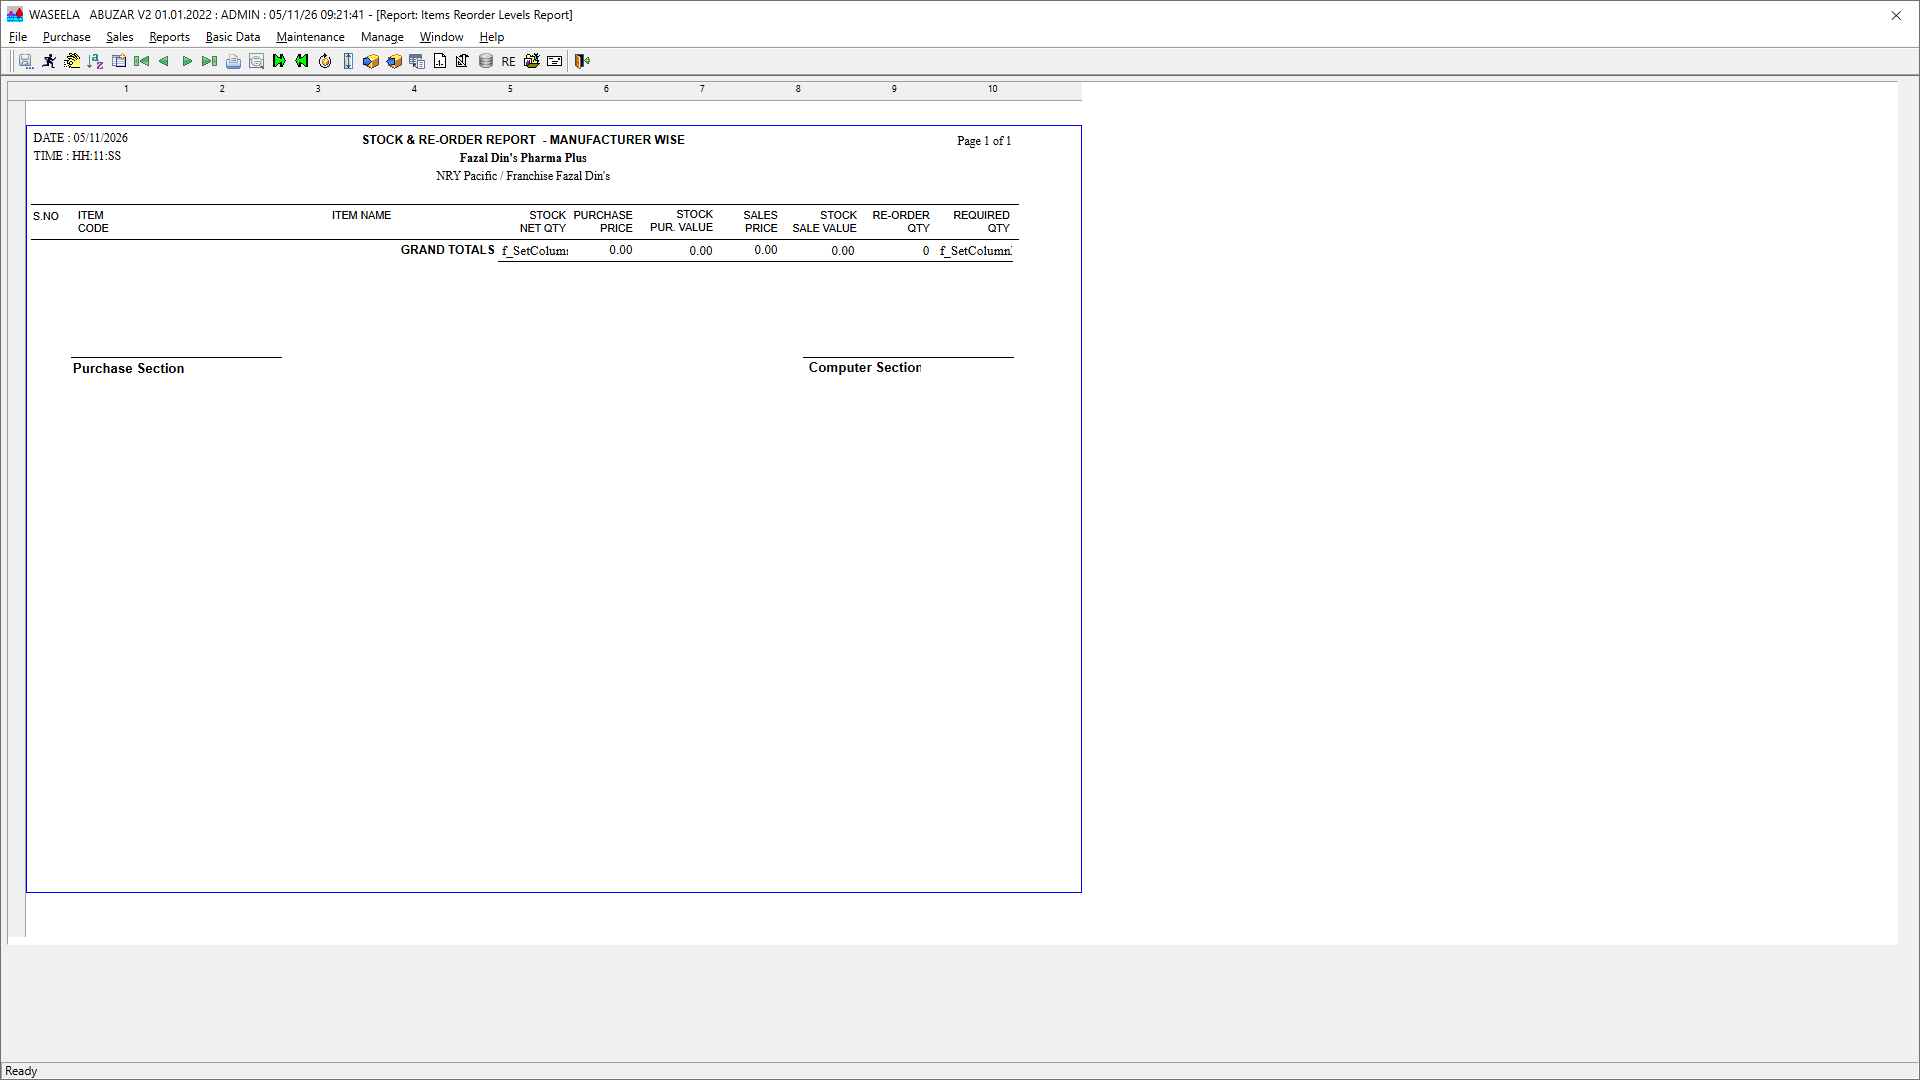 WASEELA   ABUZAR V2 01.01.2022 : ADMIN : 05/11/26 09:21:41 - [Report: Items Reorder Levels Report]
File Purchase Sales Reports Basic Data Maintenance Manage Window Help
RE
1 2 3 4 5 6 7 8 9 10
DATE : 05/11/2026
TIME : HH:11:SS
STOCK & RE-ORDER REPORT  - MANUFACTURER WISE
Fazal Din's Pharma Plus
NRY Pacific / Franchise Fazal Din's
Page 1 of 1
S.NO ITEM CODE ITEM NAME STOCK NET QTY PURCHASE PRICE STOCK PUR. VALUE SALES PRICE STOCK SALE VALUE RE-ORDER QTY REQUIRED QTY
GRAND TOTALS f_SetColum 0.00 0.00 0.00 0.00 0 f_SetColumn
Purchase Section
Computer Section
Ready